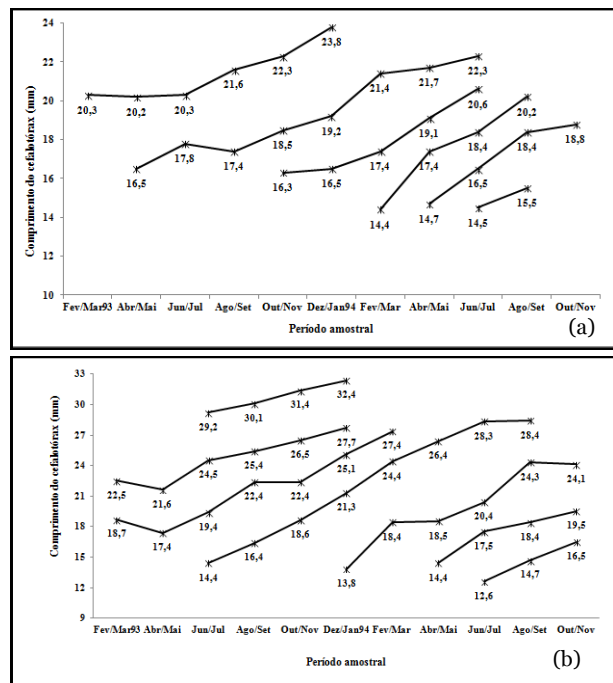 24
22
20
18
16
14
12
10
Comprimento do cefalotórax (mm)
20,3 20,2 20,3 21,6 22,3 23,8
16,5 17,8 17,4 18,5 19,2 21,4 21,7 22,3
16,3 16,5 17,4 19,1 20,6
14,4 17,4 18,4 20,2
14,7 16,5 18,4 18,8
14,5 15,5
Fev/Mar93 Abr/Mai Jun/Jul Ago/Set Out/Nov Dez/Jan94 Fev/Mar Abr/Mai Jun/Jul Ago/Set Out/Nov
Período amostral
(a)
33
30
27
24
21
18
15
12
9
Comprimento do cefalotórax (mm)
29,2 30,1 31,4 32,4
22,5 21,6 24,5 25,4 26,5 27,7
18,7 17,4 19,4 22,4 22,4 25,1 27,4
14,4 16,4 18,6 21,3 24,4 26,4 28,3 28,4
13,8 18,4 18,5 20,4 24,3 24,1
14,4 17,5 18,4 19,5
12,6 14,7 16,5
Fev/Mar93 Abr/Mai Jun/Jul Ago/Set Out/Nov Dez/Jan94 Fev/Mar Abr/Mai Jun/Jul Ago/Set Out/Nov
Período amostral
(b)